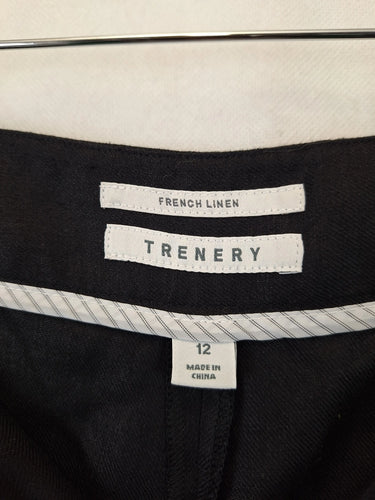 FRENCH LINEN
TRENERY
12
MADE IN
CHINA